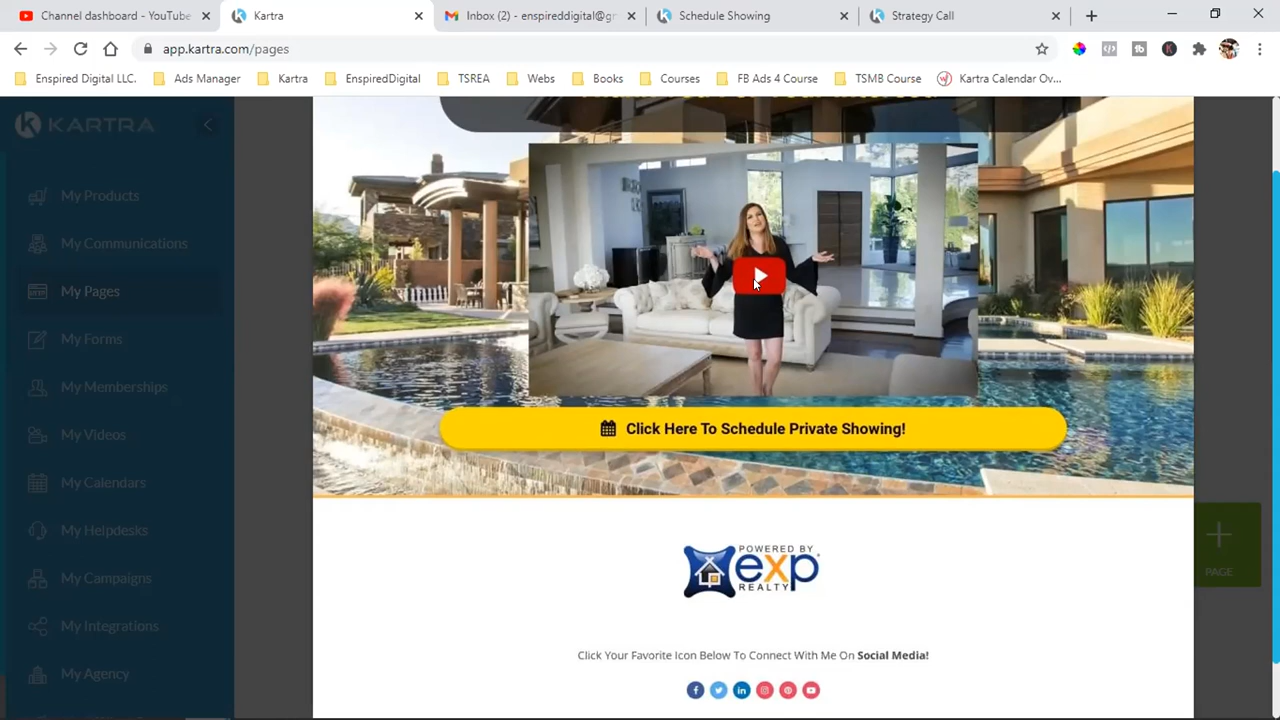 Channel dashboard - YouTube
Kartra
Inbox (2) - enspireddigital@gr
Schedule Showing
Strategy Call
app.kartra.com/pages
Enspired Digital LLC.
Ads Manager
Kartra
EnspiredDigital
TSREA
Webs
Books
Courses
FB Ads 4 Course
TSMB Course
Kartra Calendar Ov...
KARTRA
My Products
My Communications
My Pages
My Forms
My Memberships
My Videos
My Calendars
My Helpdesks
My Campaigns
My Integrations
My Agency
Click Here To Schedule Private Showing!
POWERED BY
exp
REALTY
Click Your Favorite Icon Below To Connect With Me On Social Media!
PAGE